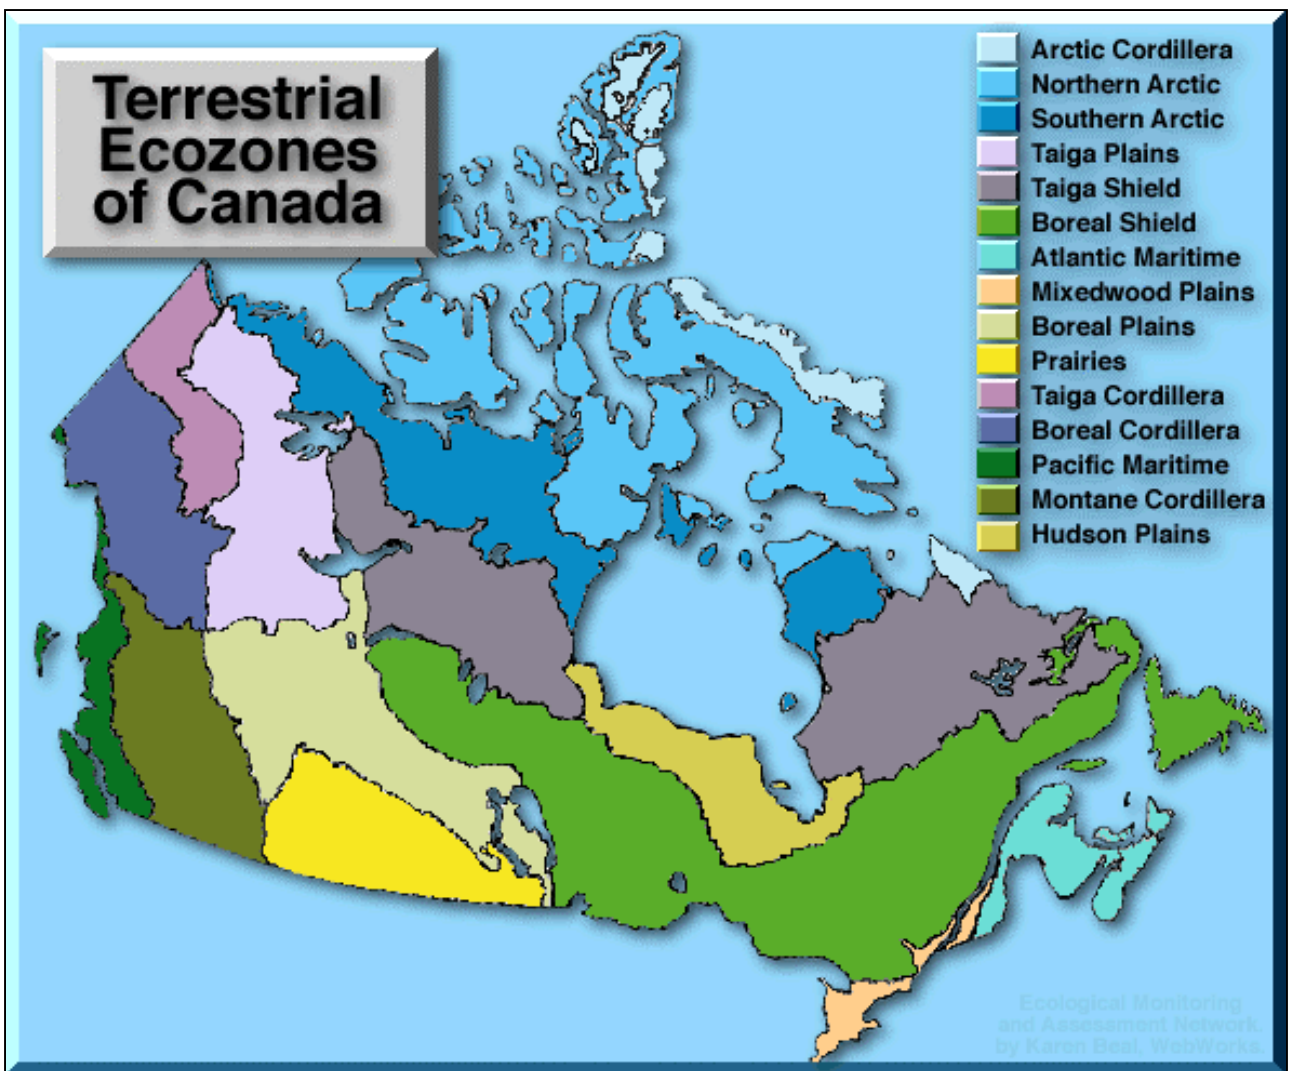 Terrestrial
Ecozones
of Canada
Arctic Cordillera
Northern Arctic
Southern Arctic
Taiga Plains
Taiga Shield
Boreal Shield
Atlantic Maritime
Mixedwood Plains
Boreal Plains
Prairies
Taiga Cordillera
Boreal Cordillera
Pacific Maritime
Montane Cordillera
Hudson Plains
Ecological Monitoring
and Assessment Network.
by Karen Beal, WebWorks.